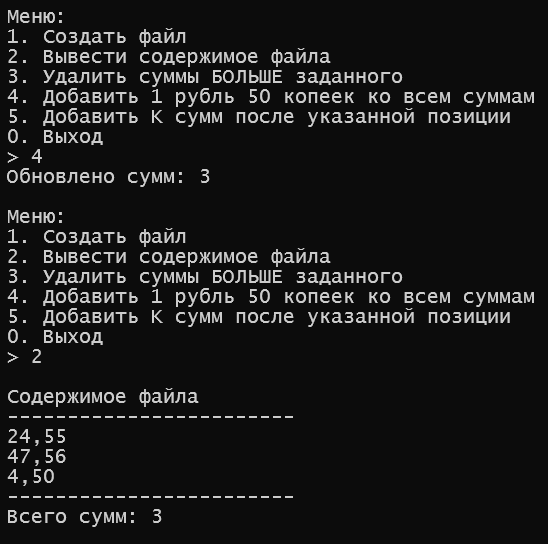 Меню:
1. Создать файл
2. Вывести содержимое файла
3. Удалить суммы БОЛЬШЕ заданного
4. Добавить 1 рубль 50 копеек ко всем суммам
5. Добавить К сумм после указанной позиции
0. Выход
> 4
Обновлено сумм: 3

Меню:
1. Создать файл
2. Вывести содержимое файла
3. Удалить суммы БОЛЬШЕ заданного
4. Добавить 1 рубль 50 копеек ко всем суммам
5. Добавить К сумм после указанной позиции
0. Выход
> 2

Содержимое файла
------------------------
24,55
47,56
4,50
------------------------
Всего сумм: 3